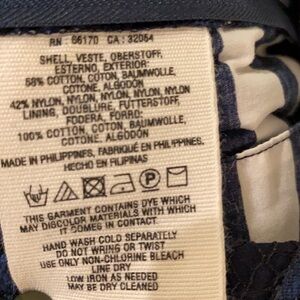 RN : 66170 CA : 32054
SHELL, VESTE, OBERSTOFF,
ESTERNO, EXTERIOR:
58% COTTON, COTON, BAUMWOLLE,
COTONE, ALGODÓN
42% NYLON, NYLON, NYLON, NYLON
LINING, DOUBLURE, FUTTERSTOFF,
FODERA, FORRO:
100% COTTON, COTON, BAUMWOLLE
COTONE, ALGODÓN
MADE IN PHILIPPINES, FABRIQUÉ EN PHILIPPINES,
HECHO EN FILIPINAS
P
THIS GARMENT CONTAINS DYE WHICH
MAY DISCOLOR MATERIALS WITH WHICH
IT COMES IN CONTACT
HAND WASH COLD SEPARATELY
DO NOT WRING OR TWIST
USE ONLY NON-CHLORINE BLEACH
LINE DRY
LOW IRON AS NEEDED
MAY BE DRY CLEANED